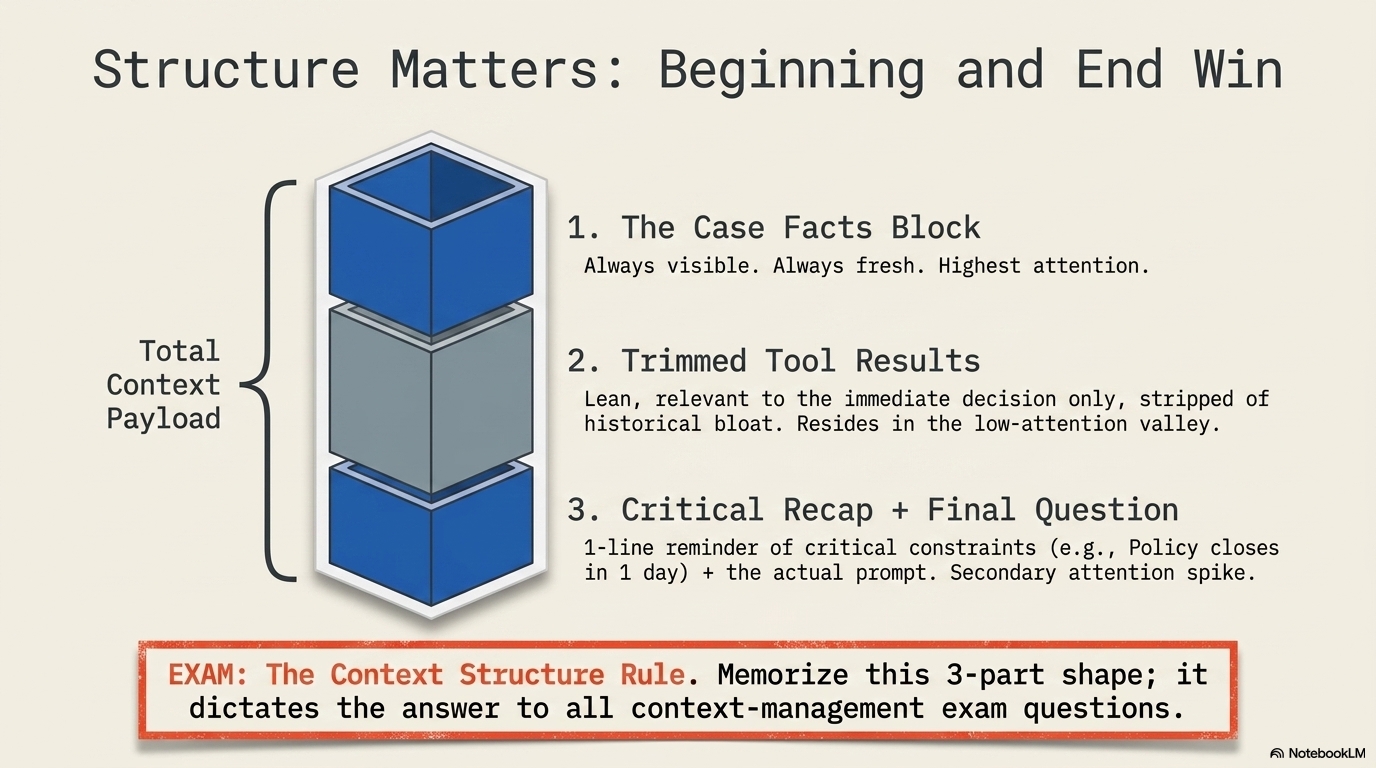 Structure Matters: Beginning and End Win
Total
Context
Payload
1. The Case Facts Block
Always visible. Always fresh. Highest attention.
2. Trimmed Tool Results
Lean, relevant to the immediate decision only, stripped of
historical bloat. Resides in the low-attention valley.
3. Critical Recap + Final Question
1-line reminder of critical constraints (e.g., Policy closes
in 1 day) + the actual prompt. Secondary attention spike.
EXAM: The Context Structure Rule. Memorize this 3-part shape; it
dictates the answer to all context-management exam questions.
NotebookLM